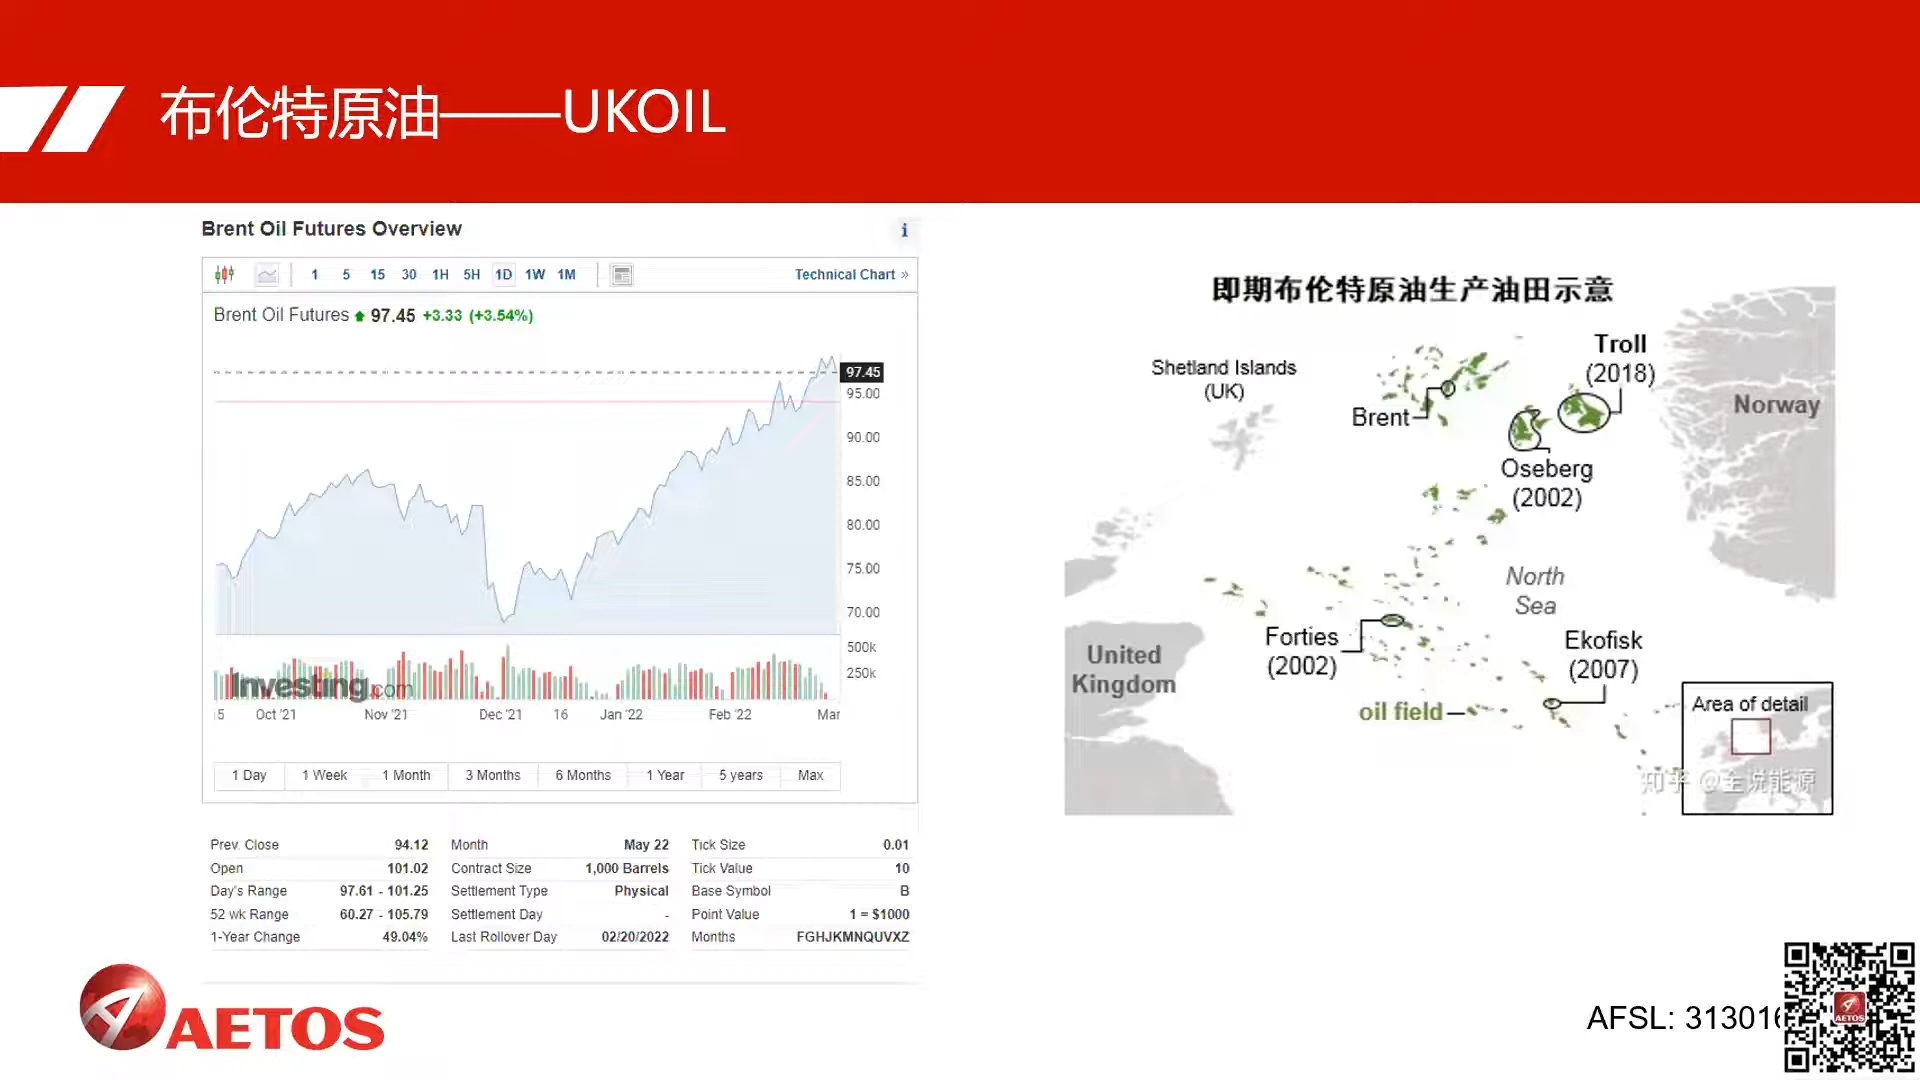 布伦特原油——UKOIL
Brent Oil Futures Overview
i
1 5 15 30 1H 5H 1D 1W 1M
Technical Chart »
Brent Oil Futures 97.45 +3.33 (+3.54%)
97.45
95.00
90.00
85.00
80.00
75.00
70.00
500k
250k
Investing.com
15 Oct '21 Nov '21 Dec '21 16 Jan '22 Feb '22 Mar
1 Day 1 Week 1 Month 3 Months 6 Months 1 Year 5 years Max
Prev. Close 94.12 Month May 22 Tick Size 0.01
Open 101.02 Contract Size 1,000 Barrels Tick Value 10
Day's Range 97.61 - 101.25 Settlement Type Physical Base Symbol B
52 wk Range 60.27 - 105.79 Settlement Day - Point Value 1 = $1000
1-Year Change 49.04% Last Rollover Day 02/20/2022 Months FGHJKMNQUVXZ
即期布伦特原油生产油田示意
Troll
(2018)
Shetland Islands
(UK)
Norway
Brent
Oseberg
(2002)
North
Sea
Forties
(2002)
Ekofisk
(2007)
United
Kingdom
oil field
Area of detail
知乎 @全说能源
AETOS
AFSL: 313016
AETOS